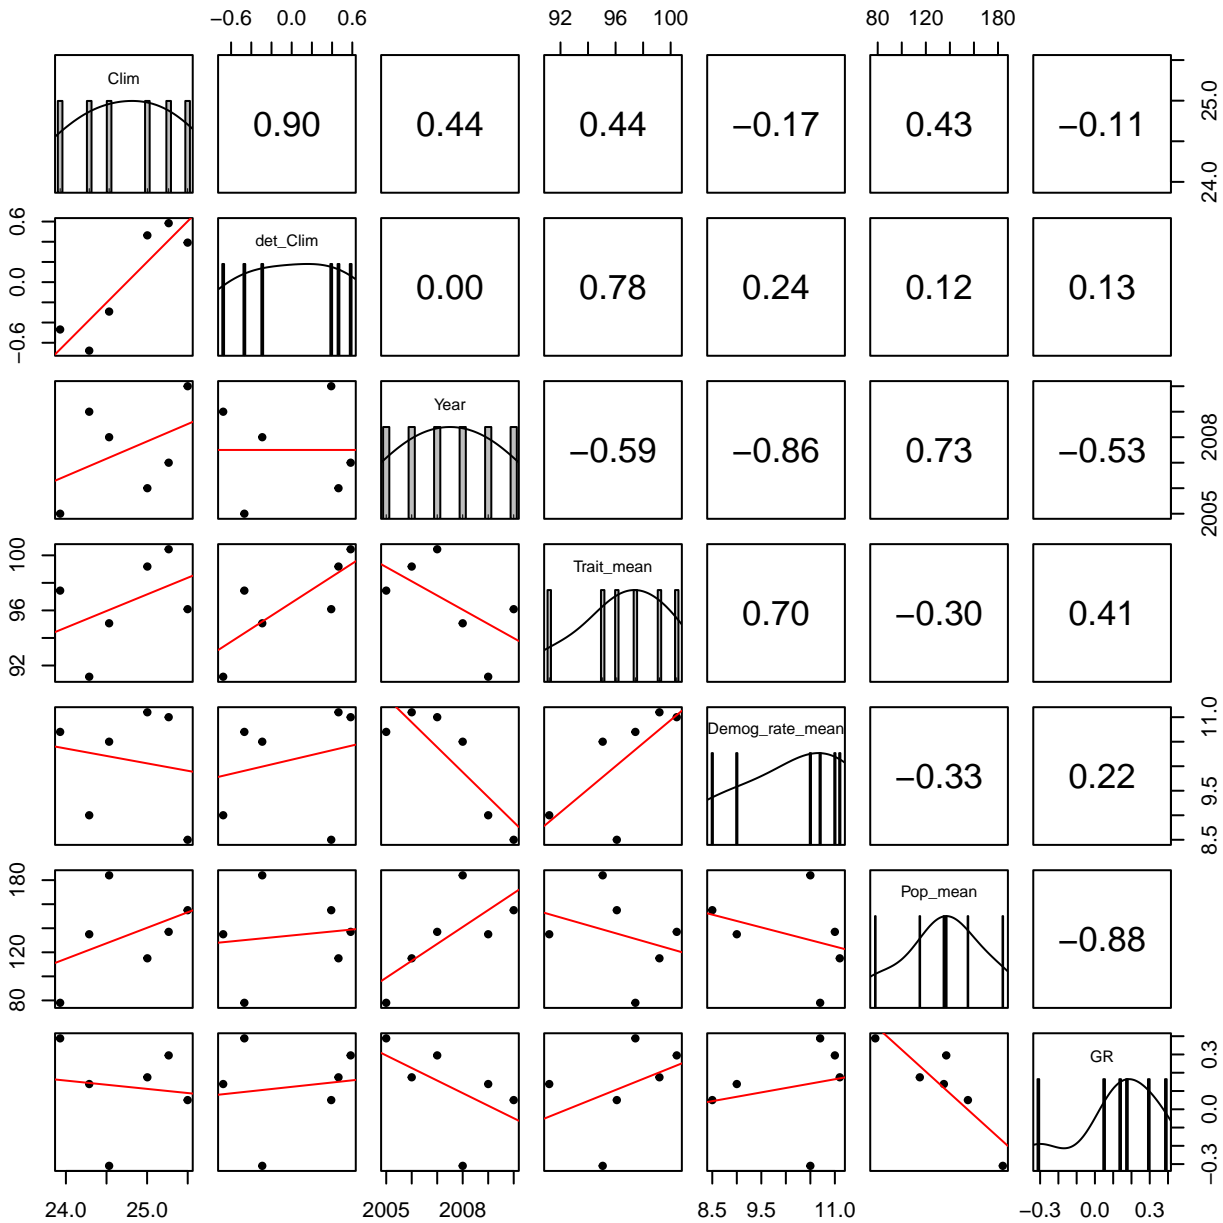 −0.6 0.0 0.6 92 96 100 80 120 180
Clim
0.90 0.44 0.44 −0.17 0.43 −0.11
24.0 25.0
−0.6 0.0 0.6
det_Clim
0.00 0.78 0.24 0.12 0.13
Year
−0.59 −0.86 0.73 −0.53
2005 2008
92 96 100
Trait_mean
0.70 −0.30 0.41
Demog_rate_mean
−0.33 0.22
8.5 9.5 11.0
80 120 180
Pop_mean
−0.88
GR
−0.3 0.0 0.3
24.0 25.0 2005 2008 8.5 9.5 11.0 −0.3 0.0 0.3